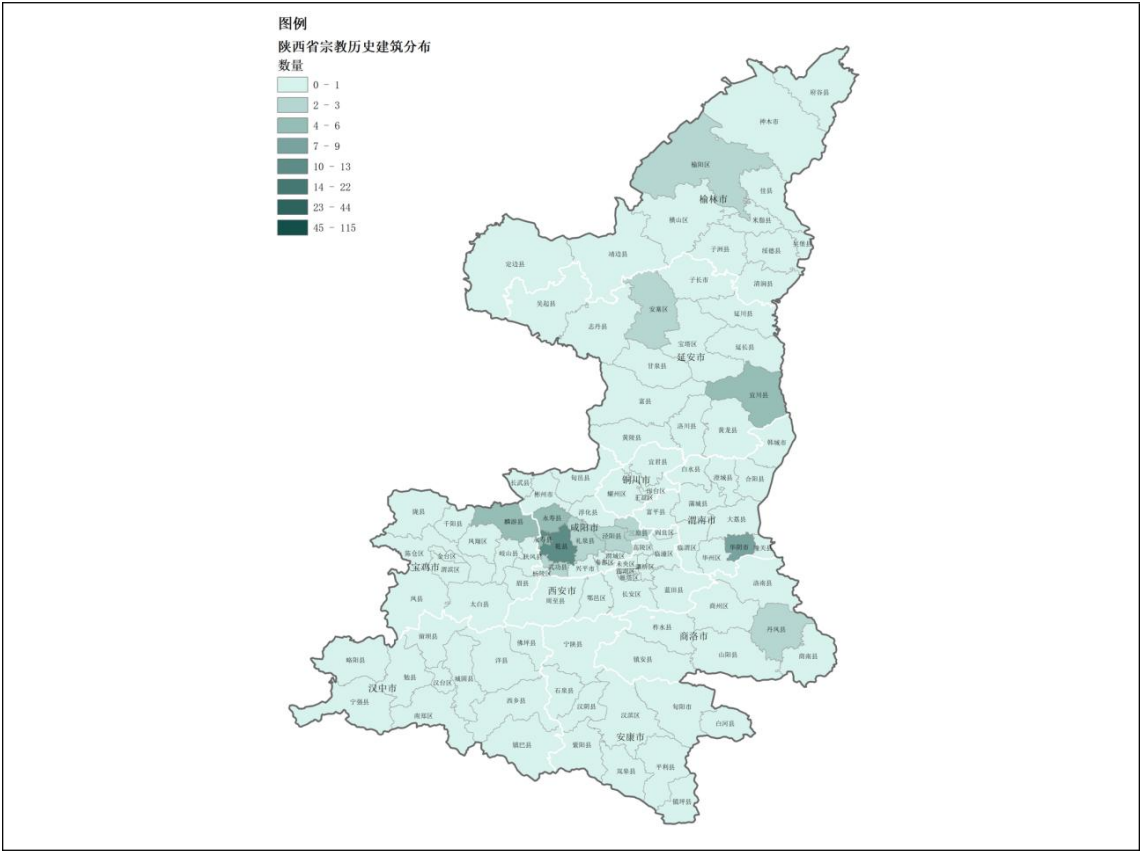 图例
陕西省宗教历史建筑分布
数量
0 - 1
2 - 3
4 - 6
7 - 9
10 - 13
14 - 22
23 - 44
45 - 115
府谷县
神木市
榆阳区
佳县
榆林市
横山区
米脂县
子洲县
绥德县
吴堡县
靖边县
定边县
子长市
清涧县
吴起县
安塞区
延川县
志丹县
宝塔区
延长县
延安市
甘泉县
宜川县
富县
洛川县
黄龙县
黄陵县
韩城市
宜君县
白水县
澄城县
合阳县
长武县
旬邑县
铜川市
彬州市
耀州区
印台区
王益区
蒲城县
陇县
永寿县
淳化县
富平县
渭南市
大荔县
千阳县
麟游县
咸阳市
凤翔区
乾县
礼泉县
泾阳县
三原县
阎良区
高陵区
临渭区
华阴市
潼关县
陈仓区
金台区
岐山县
扶风县
渭城区
临潼区
华州区
宝鸡市
渭滨区
武功县
兴平市
秦都区
未央区
灞桥区
杨陵区
眉县
西安市
洛南县
凤县
太白县
周至县
鄠邑区
长安区
蓝田县
商州区
丹凤县
柞水县
商洛市
留坝县
佛坪县
宁陕县
山阳县
商南县
略阳县
洋县
镇安县
勉县
汉台区
城固县
汉中市
石泉县
宁强县
西乡县
汉阴县
旬阳市
南郑区
汉滨区
白河县
安康市
镇巴县
紫阳县
岚皋县
平利县
镇坪县